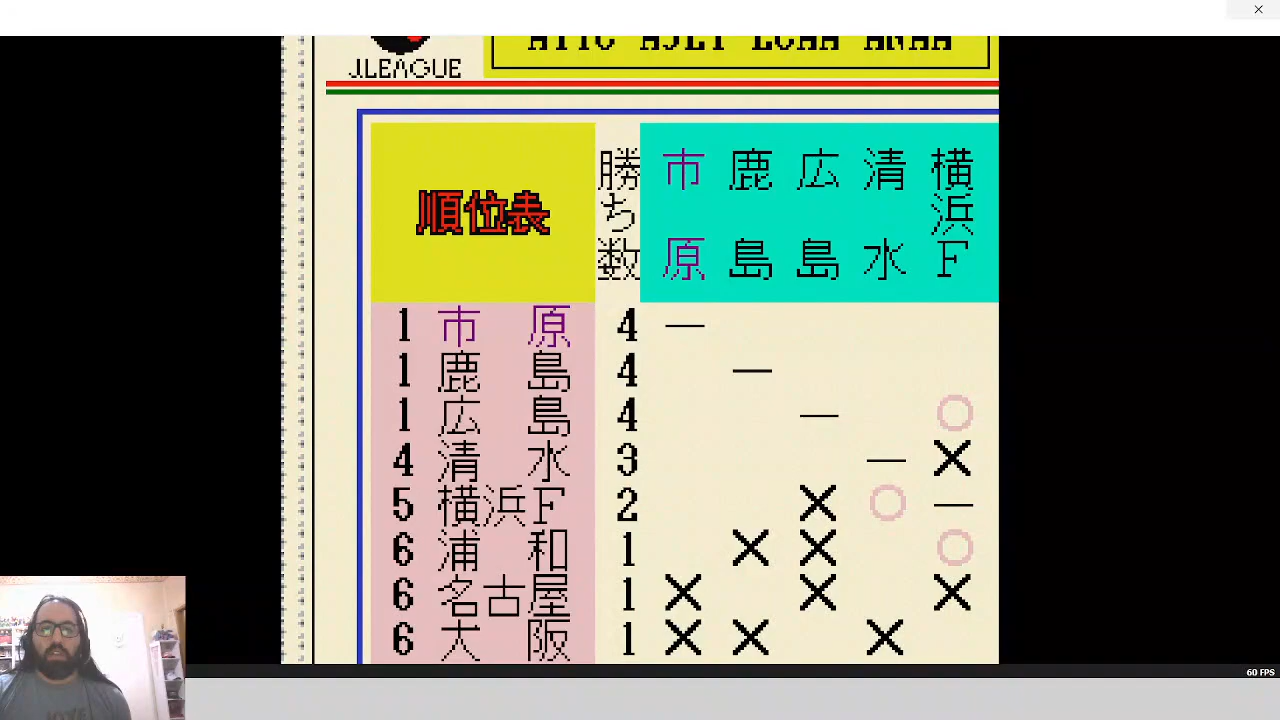 J.LEAGUE
順位表 勝ち数 市原 鹿島 広島 清水 横浜F
1 市原 4 —
1 鹿島 4 —
1 広島 4 — ○
4 清水 3 — ×
5 横浜F 2 × ○ —
6 浦和 1 × × ○
6 名古屋 1 × × ×
6 大阪 1 × × ×
60 FPS